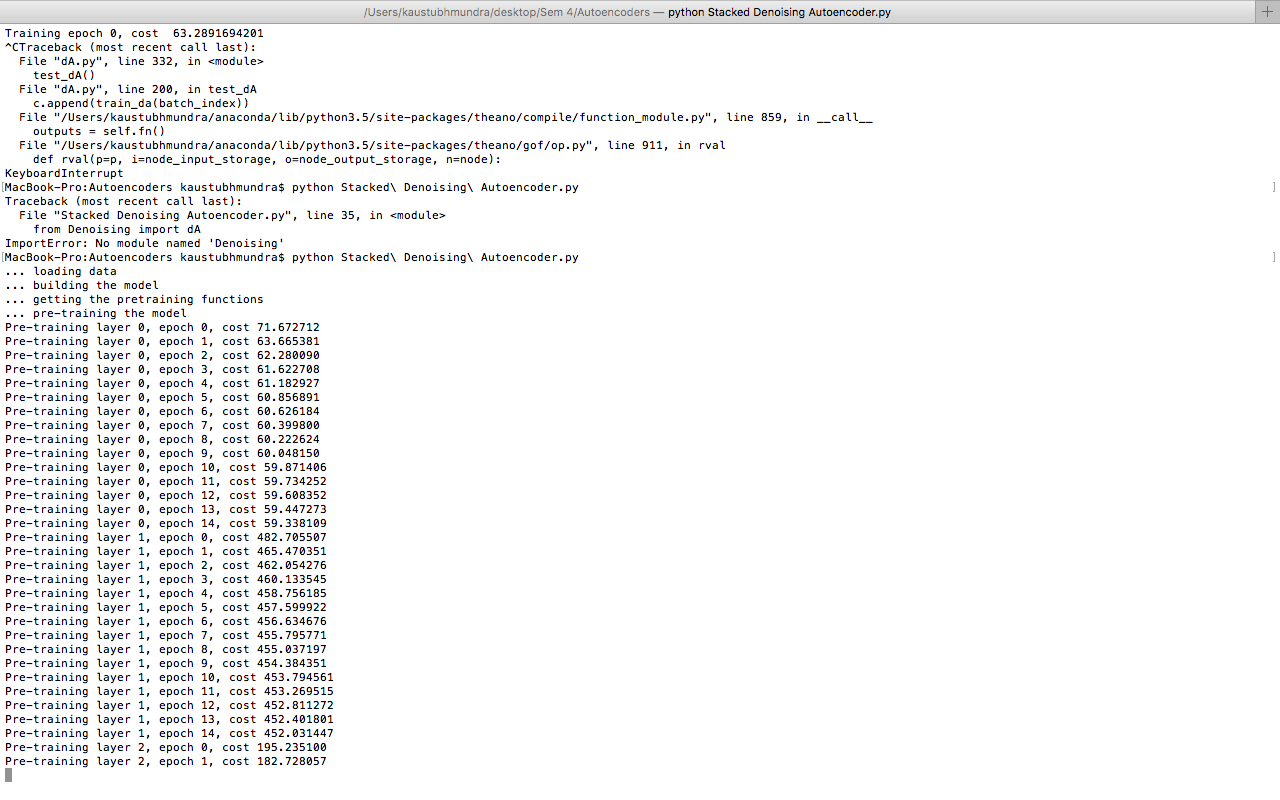 /Users/kaustubhmundra/desktop/Sem 4/Autoencoders — python Stacked Denoising Autoencoder.py
Training epoch 0, cost  63.2891694201
^CTraceback (most recent call last):
  File "dA.py", line 332, in <module>
    test_dA()
  File "dA.py", line 200, in test_dA
    c.append(train_da(batch_index))
  File "/Users/kaustubhmundra/anaconda/lib/python3.5/site-packages/theano/compile/function_module.py", line 859, in __call__
    outputs = self.fn()
  File "/Users/kaustubhmundra/anaconda/lib/python3.5/site-packages/theano/gof/op.py", line 911, in rval
    def rval(p=p, i=node_input_storage, o=node_output_storage, n=node):
KeyboardInterrupt
[MacBook-Pro:Autoencoders kaustubhmundra$ python Stacked\ Denoising\ Autoencoder.py ]
Traceback (most recent call last):
  File "Stacked Denoising Autoencoder.py", line 35, in <module>
    from Denoising import dA
ImportError: No module named 'Denoising'
[MacBook-Pro:Autoencoders kaustubhmundra$ python Stacked\ Denoising\ Autoencoder.py ]
... loading data
... building the model
... getting the pretraining functions
... pre-training the model
Pre-training layer 0, epoch 0, cost 71.672712
Pre-training layer 0, epoch 1, cost 63.665381
Pre-training layer 0, epoch 2, cost 62.280090
Pre-training layer 0, epoch 3, cost 61.622708
Pre-training layer 0, epoch 4, cost 61.182927
Pre-training layer 0, epoch 5, cost 60.856891
Pre-training layer 0, epoch 6, cost 60.626184
Pre-training layer 0, epoch 7, cost 60.399800
Pre-training layer 0, epoch 8, cost 60.222624
Pre-training layer 0, epoch 9, cost 60.048150
Pre-training layer 0, epoch 10, cost 59.871406
Pre-training layer 0, epoch 11, cost 59.734252
Pre-training layer 0, epoch 12, cost 59.608352
Pre-training layer 0, epoch 13, cost 59.447273
Pre-training layer 0, epoch 14, cost 59.338109
Pre-training layer 1, epoch 0, cost 482.705507
Pre-training layer 1, epoch 1, cost 465.470351
Pre-training layer 1, epoch 2, cost 462.054276
Pre-training layer 1, epoch 3, cost 460.133545
Pre-training layer 1, epoch 4, cost 458.756185
Pre-training layer 1, epoch 5, cost 457.599922
Pre-training layer 1, epoch 6, cost 456.634676
Pre-training layer 1, epoch 7, cost 455.795771
Pre-training layer 1, epoch 8, cost 455.037197
Pre-training layer 1, epoch 9, cost 454.384351
Pre-training layer 1, epoch 10, cost 453.794561
Pre-training layer 1, epoch 11, cost 453.269515
Pre-training layer 1, epoch 12, cost 452.811272
Pre-training layer 1, epoch 13, cost 452.401801
Pre-training layer 1, epoch 14, cost 452.031447
Pre-training layer 2, epoch 0, cost 195.235100
Pre-training layer 2, epoch 1, cost 182.728057